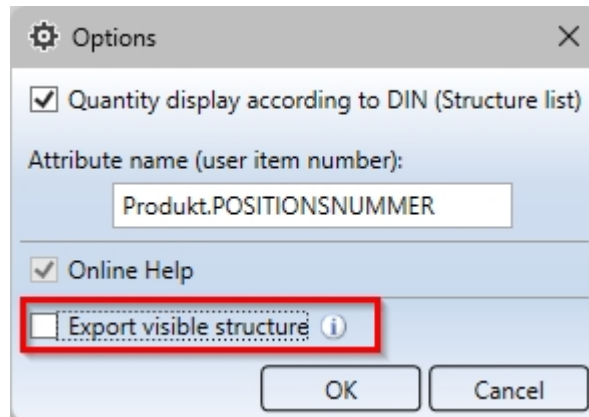 Options
Quantity display according to DIN (Structure list)
Attribute name (user item number):
Produkt.POSITIONSNUMMER
Online Help
Export visible structure
OK Cancel